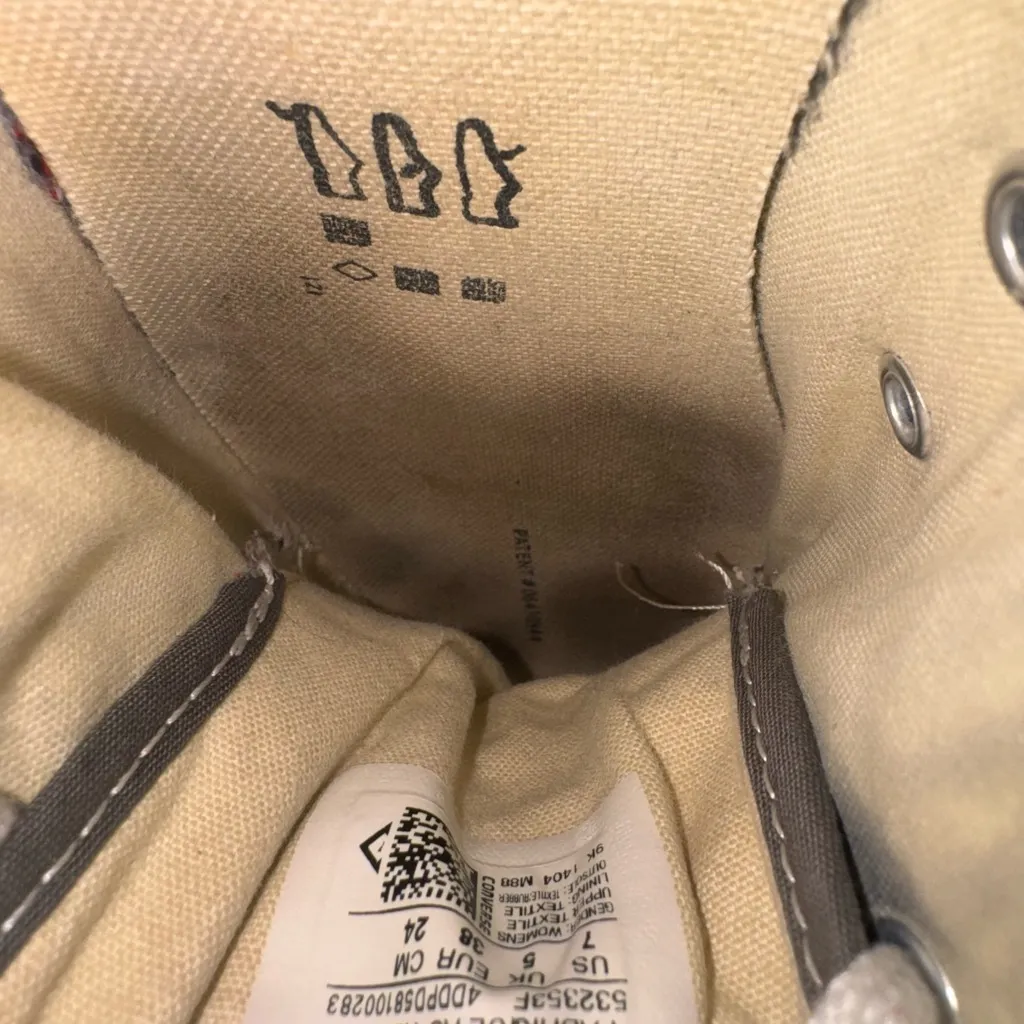 PATENT #
CONVERSE
9K 1404 M88
OUTSOLE: TEXTILE/RUBBER
LINING: TEXTILE
UPPER: TEXTILE
GENDER: WOMENS
7 5 38 24
US UK EUR CM
532353F 4DDPD58100283